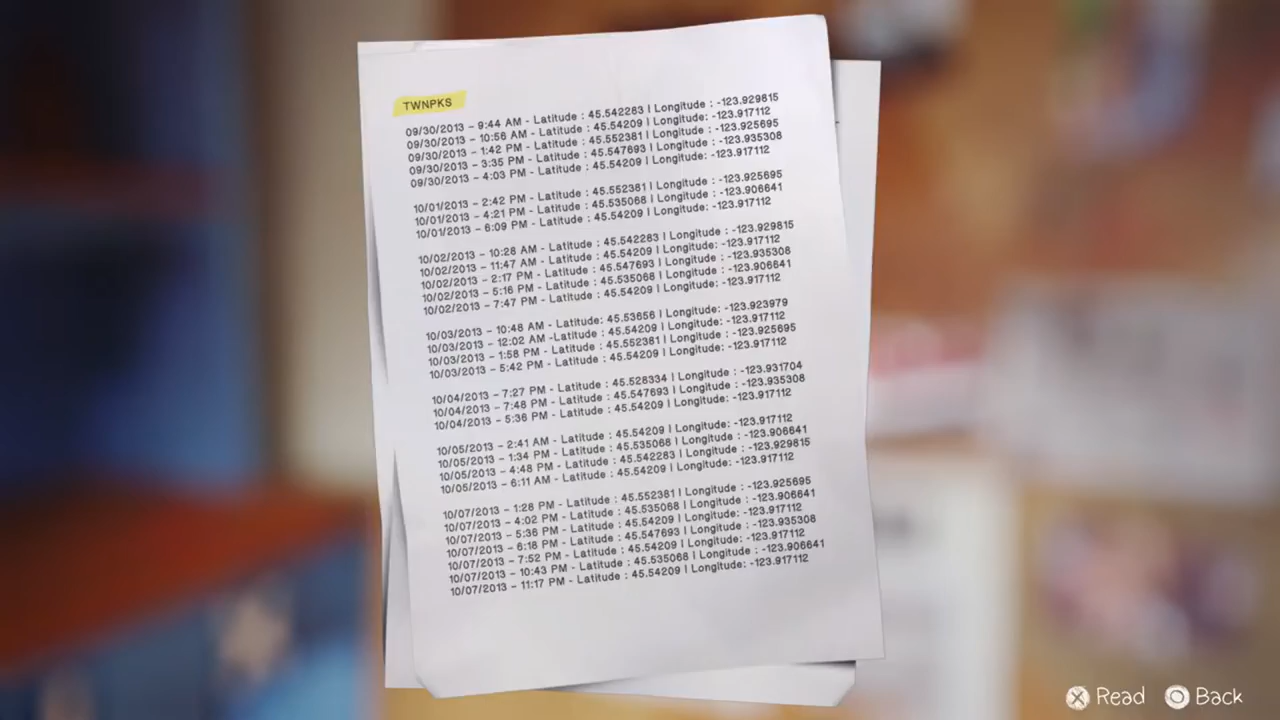 TWNPKS
09/30/2013 - 9:44 AM - Latitude : 45.542283 | Longitude : -123.929815
09/30/2013 - 10:56 AM - Latitude : 45.54209 | Longitude: -123.917112
09/30/2013 - 1:42 PM - Latitude : 45.552381 | Longitude : -123.925695
09/30/2013 - 3:35 PM - Latitude : 45.547693 | Longitude : -123.935308
09/30/2013 - 4:03 PM - Latitude : 45.54209 | Longitude: -123.917112
10/01/2013 - 2:42 PM - Latitude : 45.552381 | Longitude : -123.925695
10/01/2013 - 4:21 PM - Latitude : 45.535068 | Longitude : -123.906641
10/01/2013 - 6:09 PM - Latitude : 45.54209 | Longitude: -123.917112
10/02/2013 - 10:28 AM - Latitude : 45.542283 | Longitude : -123.929815
10/02/2013 - 11:47 AM - Latitude : 45.54209 | Longitude: -123.917112
10/02/2013 - 2:17 PM - Latitude : 45.547693 | Longitude : -123.935308
10/02/2013 - 5:16 PM - Latitude : 45.535068 | Longitude : -123.906641
10/02/2013 - 7:47 PM - Latitude : 45.54209 | Longitude: -123.917112
10/03/2013 - 10:48 AM - Latitude: 45.53656 | Longitude: -123.923979
10/03/2013 - 12:02 AM -Latitude : 45.54209 | Longitude: -123.917112
10/03/2013 - 1:58 PM - Latitude : 45.552381 | Longitude : -123.925695
10/03/2013 - 5:42 PM - Latitude : 45.54209 | Longitude: -123.917112
10/04/2013 - 7:27 PM - Latitude : 45.528334 | Longitude : -123.931704
10/04/2013 - 7:48 PM - Latitude : 45.547693 | Longitude : -123.935308
10/04/2013 - 5:36 PM - Latitude : 45.54209 | Longitude: -123.917112
10/05/2013 - 2:41 AM - Latitude : 45.54209 | Longitude: -123.917112
10/05/2013 - 1:34 PM - Latitude : 45.535068 | Longitude : -123.906641
10/05/2013 - 4:48 PM - Latitude : 45.542283 | Longitude : -123.929815
10/05/2013 - 6:11 AM - Latitude : 45.54209 | Longitude: -123.917112
10/07/2013 - 1:28 PM - Latitude : 45.552381 | Longitude : -123.925695
10/07/2013 - 4:02 PM - Latitude : 45.535068 | Longitude : -123.906641
10/07/2013 - 5:36 PM - Latitude : 45.54209 | Longitude: -123.917112
10/07/2013 - 6:18 PM - Latitude : 45.547693 | Longitude : -123.935308
10/07/2013 - 7:52 PM - Latitude : 45.54209 | Longitude: -123.917112
10/07/2013 - 10:43 PM - Latitude : 45.535068 | Longitude : -123.906641
10/07/2013 - 11:17 PM - Latitude : 45.54209 | Longitude: -123.917112
Read
Back